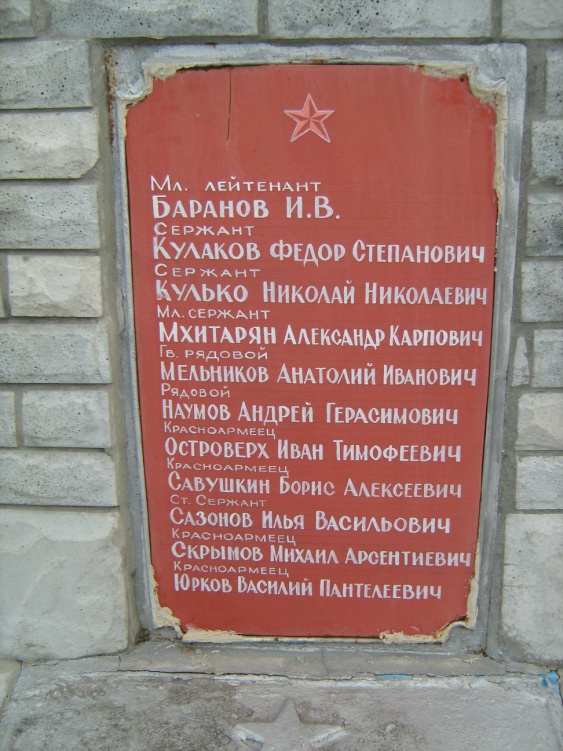 Мл. лейтенант
Баранов И.В.
Сержант
Кулаков Федор Степанович
Сержант
Кулько Николай Николаевич
Мл. сержант
Мхитарян Александр Карпович
Гв. рядовой
Мельников Анатолий Иванович
Рядовой
Наумов Андрей Герасимович
Красноармеец
Островерх Иван Тимофеевич
Красноармеец
Савушкин Борис Алексеевич
Ст. Сержант
Сазонов Илья Васильович
Красноармеец
Скрымов Михаил Арсентиевич
Красноармеец
Юрков Василий Пантелеевич